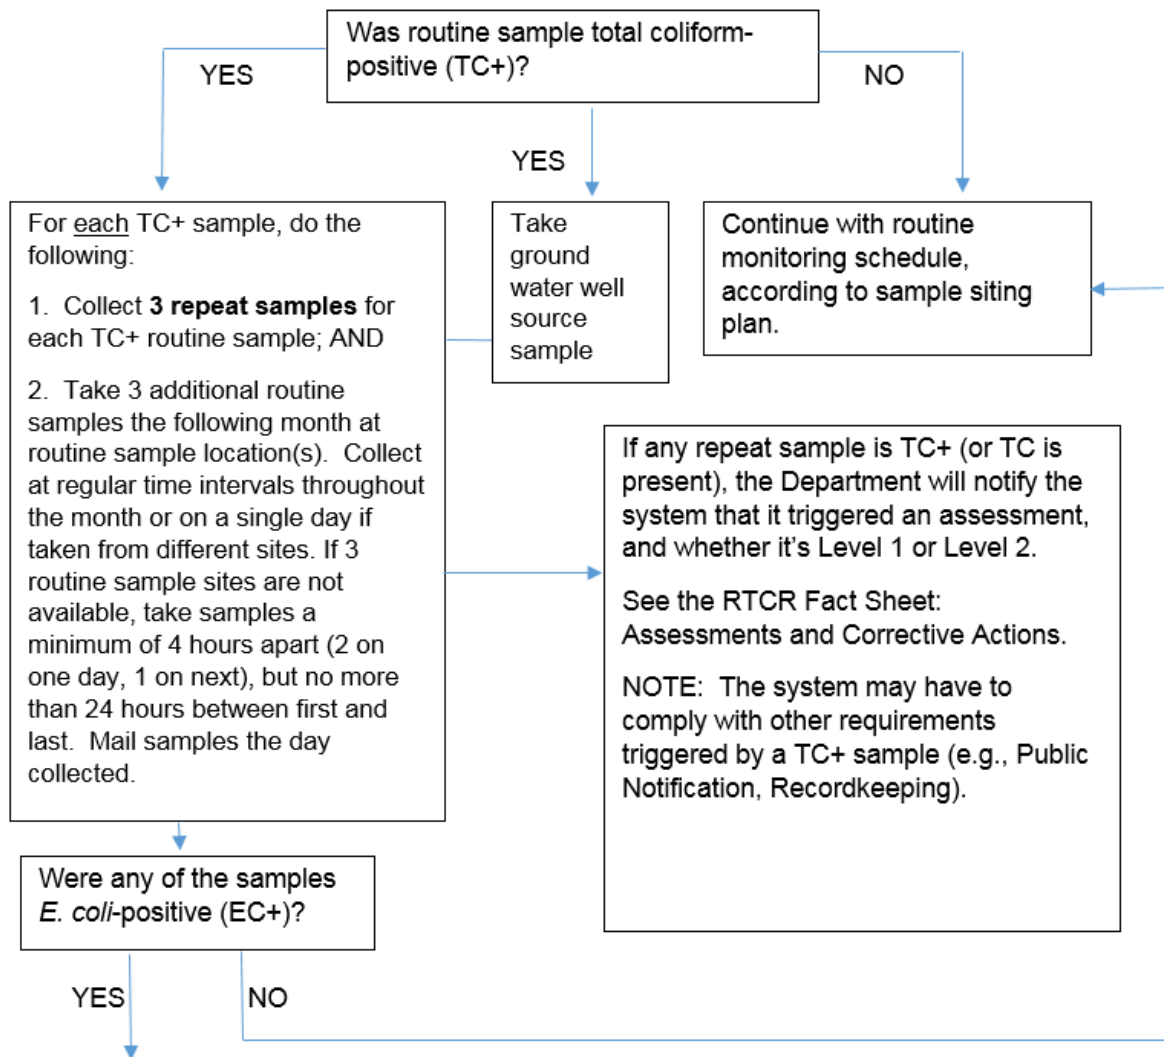 Was routine sample total coliform-
positive (TC+)?
YES
NO
YES
For each TC+ sample, do the
following:
1.  Collect 3 repeat samples for
each TC+ routine sample; AND
2.  Take 3 additional routine
samples the following month at
routine sample location(s).  Collect
at regular time intervals throughout
the month or on a single day if
taken from different sites. If 3
routine sample sites are not
available, take samples a
minimum of 4 hours apart (2 on
one day, 1 on next), but no more
than 24 hours between first and
last.  Mail samples the day
collected.
Take
ground
water well
source
sample
Continue with routine
monitoring schedule,
according to sample siting
plan.
If any repeat sample is TC+ (or TC is
present), the Department will notify the
system that it triggered an assessment,
and whether it's Level 1 or Level 2.
See the RTCR Fact Sheet:
Assessments and Corrective Actions.
NOTE:  The system may have to
comply with other requirements
triggered by a TC+ sample (e.g., Public
Notification, Recordkeeping).
Were any of the samples
E. coli-positive (EC+)?
YES
NO